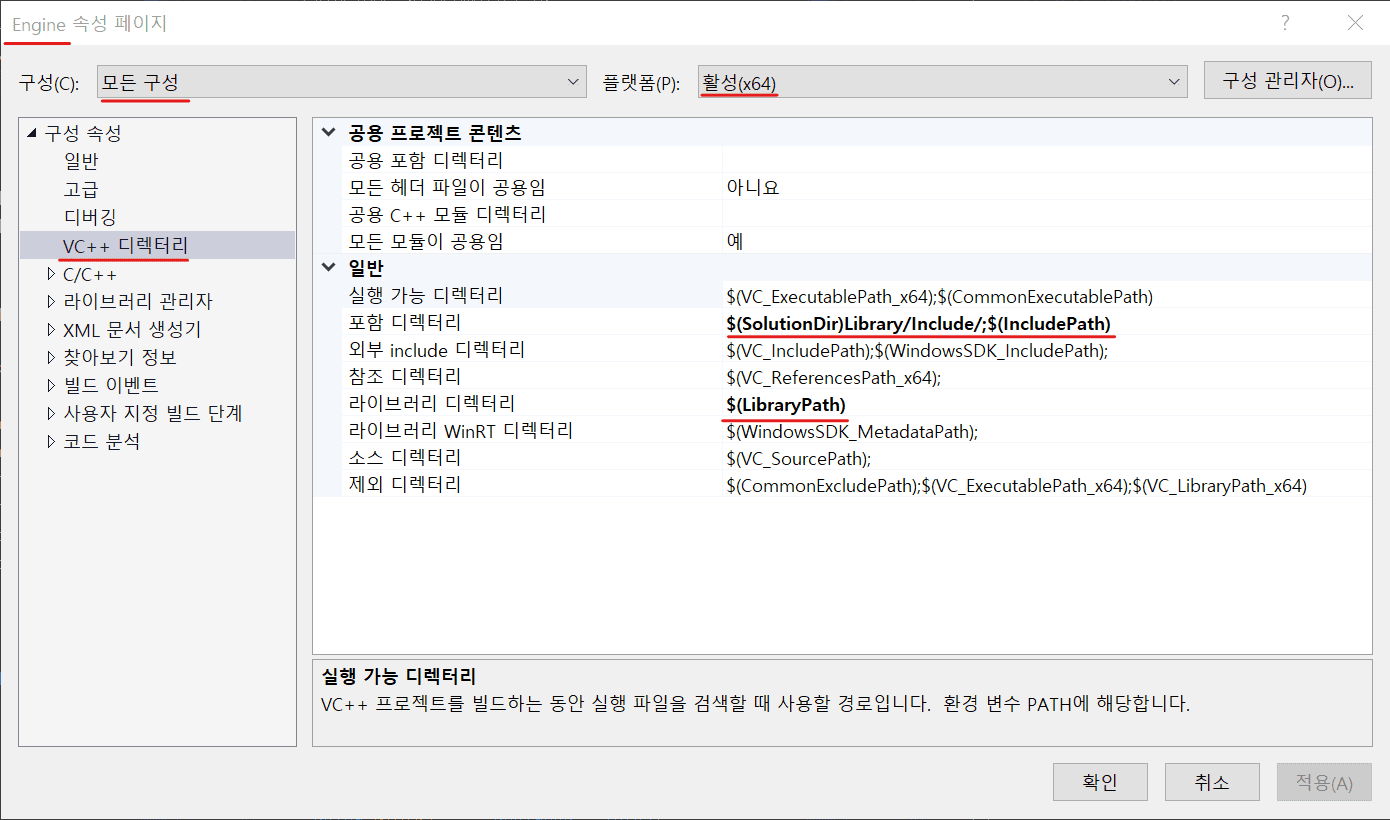 Engine 속성 페이지
구성(C): 모든 구성 플랫폼(P): 활성(x64) 구성 관리자(O)...
구성 속성
일반
고급
디버깅
VC++ 디렉터리
C/C++
라이브러리 관리자
XML 문서 생성기
찾아보기 정보
빌드 이벤트
사용자 지정 빌드 단계
코드 분석
공용 프로젝트 콘텐츠
공용 포함 디렉터리
모든 헤더 파일이 공용임 아니요
공용 C++ 모듈 디렉터리
모든 모듈이 공용임 예
일반
실행 가능 디렉터리 $(VC_ExecutablePath_x64);$(CommonExecutablePath)
포함 디렉터리 $(SolutionDir)Library/Include/;$(IncludePath)
외부 include 디렉터리 $(VC_IncludePath);$(WindowsSDK_IncludePath);
참조 디렉터리 $(VC_ReferencesPath_x64);
라이브러리 디렉터리 $(LibraryPath)
라이브러리 WinRT 디렉터리 $(WindowsSDK_MetadataPath);
소스 디렉터리 $(VC_SourcePath);
제외 디렉터리 $(CommonExcludePath);$(VC_ExecutablePath_x64);$(VC_LibraryPath_x64)
실행 가능 디렉터리
VC++ 프로젝트를 빌드하는 동안 실행 파일을 검색할 때 사용할 경로입니다.  환경 변수 PATH에 해당합니다.
확인 취소 적용(A)